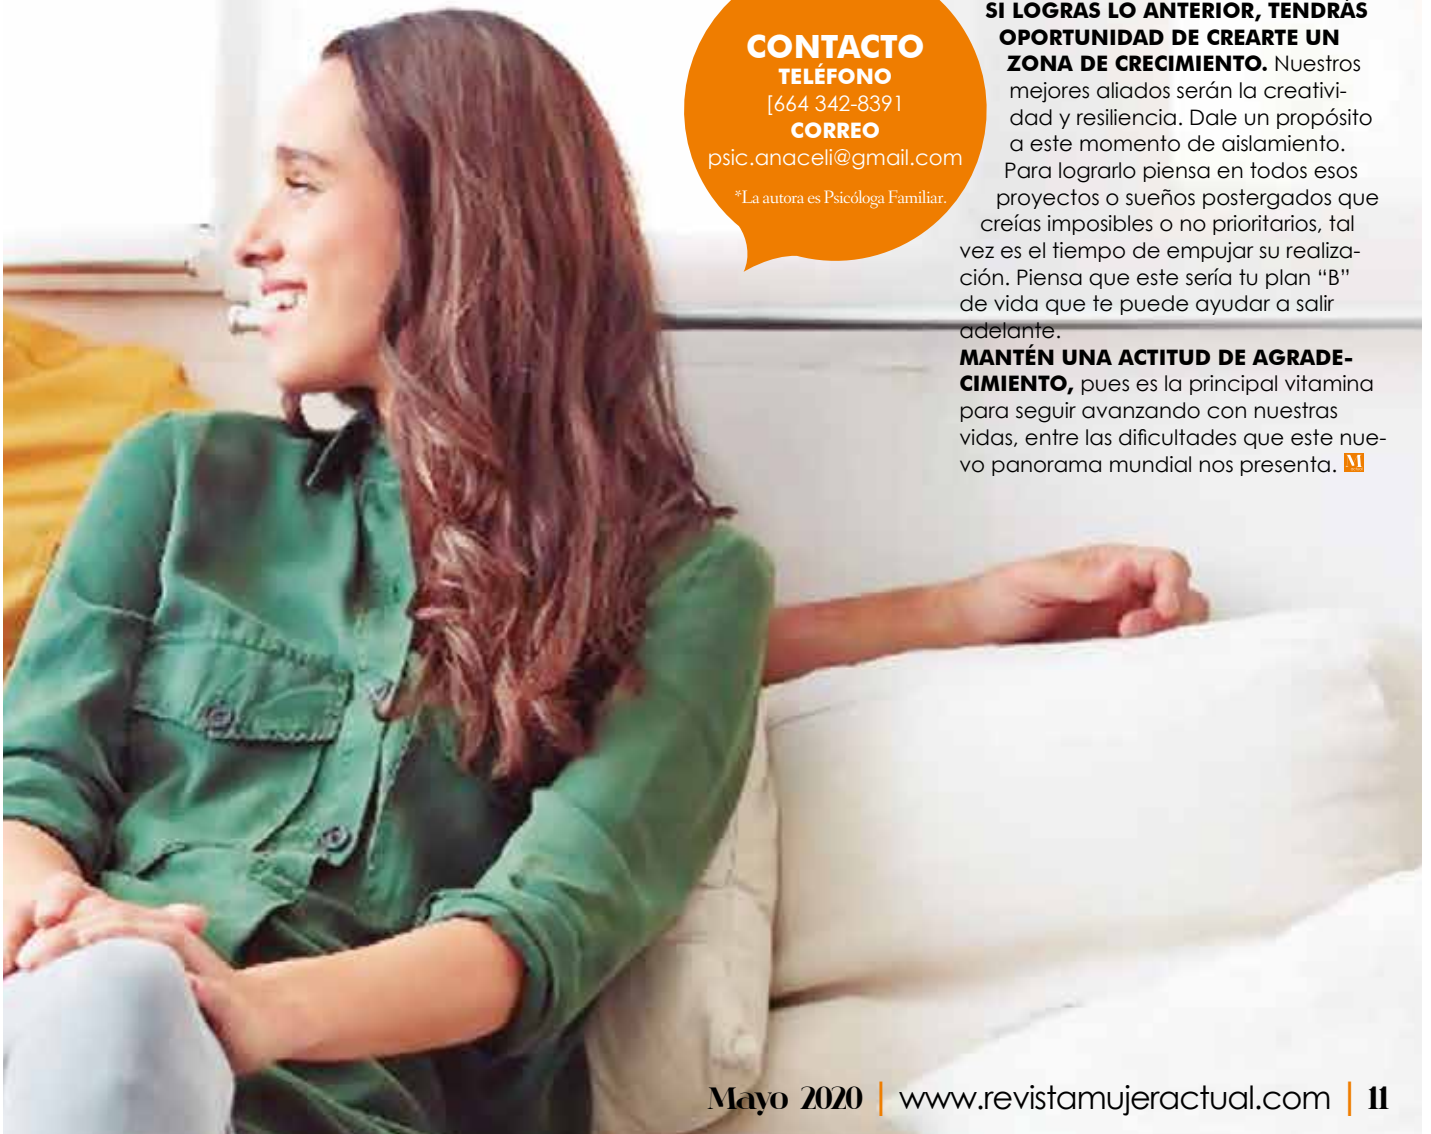 CONTACTO
TELÉFONO
[664 342-8391
CORREO
psic.anaceli@gmail.com
*La autora es Psicóloga Familiar.
SI LOGRAS LO ANTERIOR, TENDRÁS
OPORTUNIDAD DE CREARTE UN
ZONA DE CRECIMIENTO. Nuestros
mejores aliados serán la creativi-
dad y resiliencia. Dale un propósito
a este momento de aislamiento.
Para lograrlo piensa en todos esos
proyectos o sueños postergados que
creías imposibles o no prioritarios, tal
vez es el tiempo de empujar su realiza-
ción. Piensa que este sería tu plan “B”
de vida que te puede ayudar a salir
adelante.
MANTÉN UNA ACTITUD DE AGRADE-
CIMIENTO, pues es la principal vitamina
para seguir avanzando con nuestras
vidas, entre las dificultades que este nue-
vo panorama mundial nos presenta. M
Mayo 2020 | www.revistamujeractual.com | 11